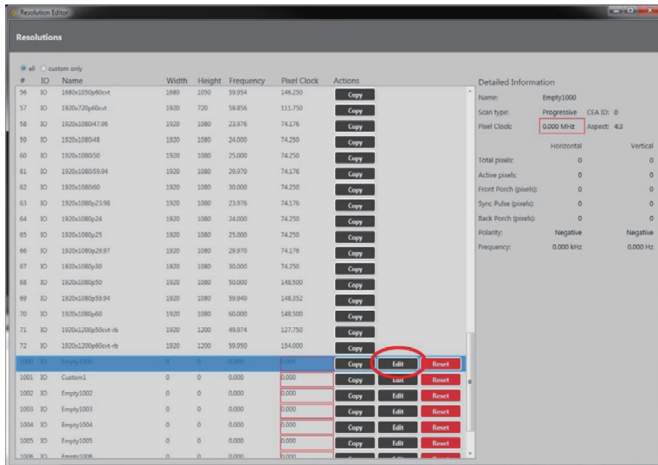 Resolution Editor
Resolutions
all custom only
# IO Name Width Height Frequency Pixel Clock Actions
56 IO 1680x1050p60cvt 1680 1050 59.954 146.250 Copy
57 IO 1920x720p60cvt 1920 720 59.856 111.750 Copy
58 IO 1920x1080i47.96 1920 1080 23.976 74.176 Copy
59 IO 1920x1080i48 1920 1080 24.000 74.250 Copy
60 IO 1920x1080i50 1920 1080 25.000 74.250 Copy
61 IO 1920x1080i59.94 1920 1080 29.970 74.176 Copy
62 IO 1920x1080i60 1920 1080 30.000 74.250 Copy
63 IO 1920x1080p23.98 1920 1080 23.976 74.176 Copy
64 IO 1920x1080p24 1920 1080 24.000 74.250 Copy
65 IO 1920x1080p25 1920 1080 25.000 74.250 Copy
66 IO 1920x1080p29.97 1920 1080 29.970 74.176 Copy
67 IO 1920x1080p30 1920 1080 30.000 74.250 Copy
68 IO 1920x1080p50 1920 1080 50.000 148.500 Copy
69 IO 1920x1080p59.94 1920 1080 59.940 148.352 Copy
70 IO 1920x1080p60 1920 1080 60.000 148.500 Copy
71 IO 1920x1200p50cvt-rb 1920 1200 49.974 127.750 Copy
72 IO 1920x1200p60cvt-rb 1920 1200 59.950 154.000 Copy
1000 IO Empty1000 0 0 0.000 0.000 Copy Edit Reset
1001 IO Custom1 0 0 0.000 0.000 Copy Edit Reset
1002 IO Empty1002 0 0 0.000 0.000 Copy Edit Reset
1003 IO Empty1003 0 0 0.000 0.000 Copy Edit Reset
1004 IO Empty1004 0 0 0.000 0.000 Copy Edit Reset
1005 IO Empty1005 0 0 0.000 0.000 Copy Edit Reset
1006 IO Empty1006 0 0 0.000 0.000 Copy Edit Reset
Detailed Information
Name: Empty1000
Scan type: Progressive CEA ID: 0
Pixel Clock: 0.000 MHz Aspect: 4:3
Horizontal Vertical
Total pixels: 0 0
Active pixels: 0 0
Front Porch (pixels): 0 0
Sync Pulse (pixels): 0 0
Back Porch (pixels): 0 0
Polarity: Negative Negative
Frequency: 0.000 kHz 0.000 Hz